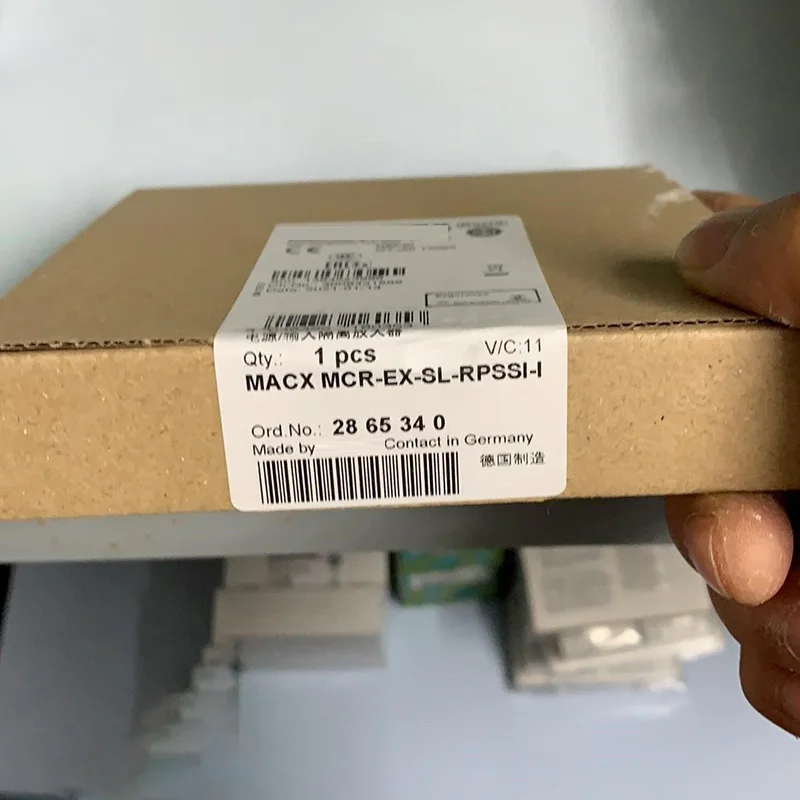 电源/输入隔离放大器
Qty.: 1 pcs V/C:11
MACX MCR-EX-SL-RPSSI-I
Ord.No.: 28 65 34 0
Made by Contact in Germany
德国制造